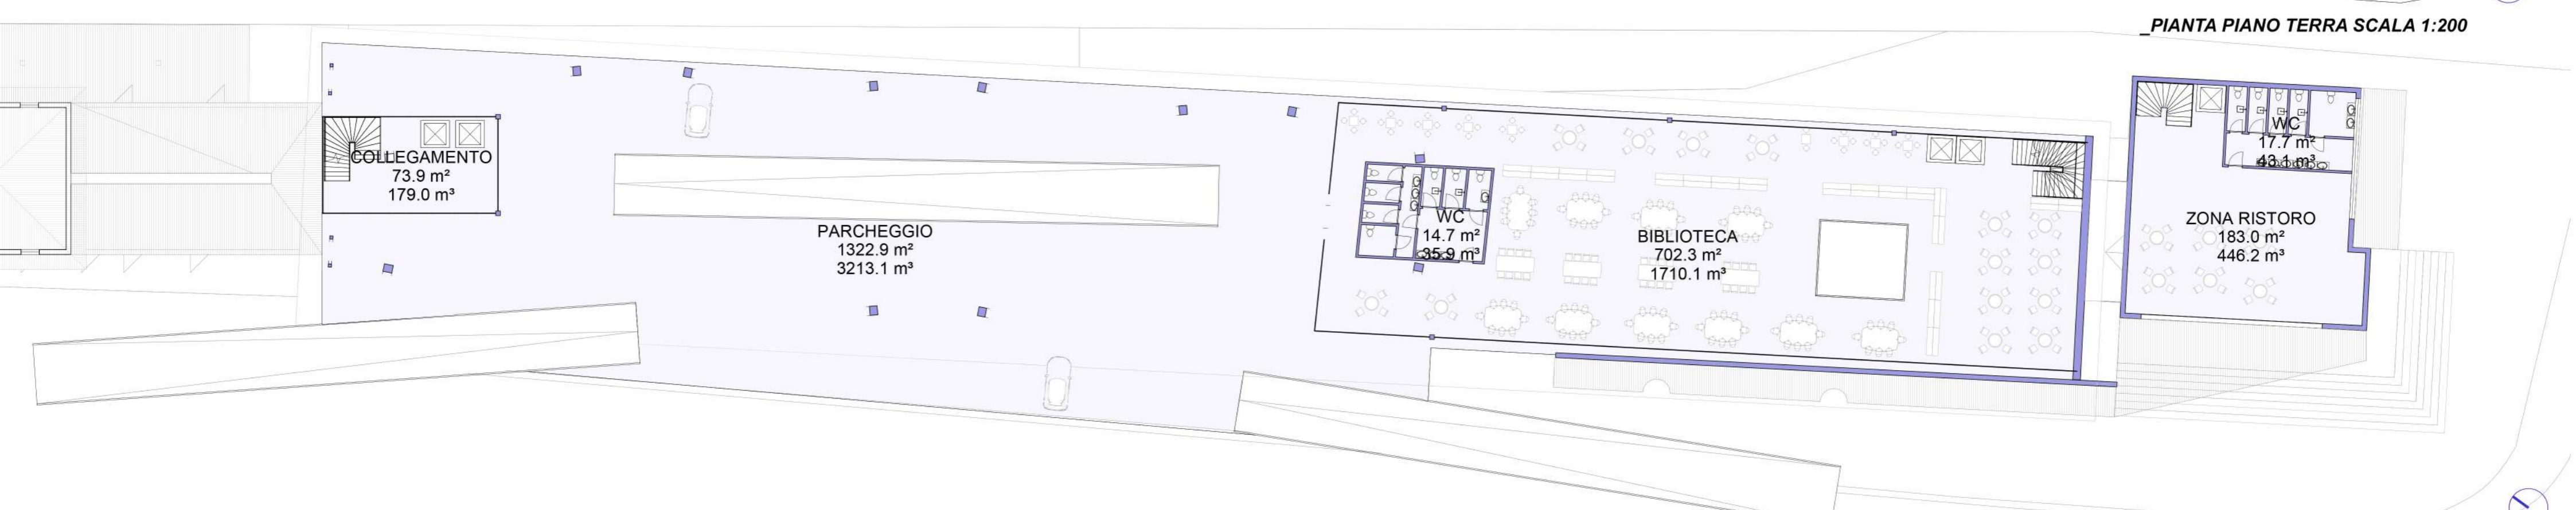 _PIANTA PIANO TERRA SCALA 1:200
COLLEGAMENTO
73.9 m²
179.0 m³
PARCHEGGIO
1322.9 m²
3213.1 m³
WC
14.7 m²
35.9 m³
BIBLIOTECA
702.3 m²
1710.1 m³
WC
17.7 m²
43.1 m³
ZONA RISTORO
183.0 m²
446.2 m³